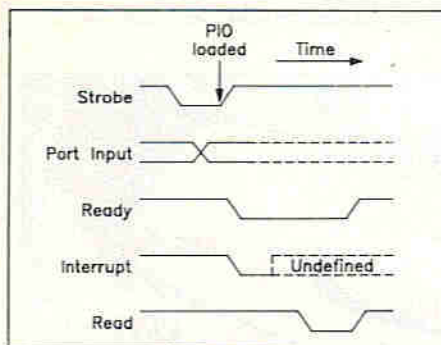 PIO
loaded
Time
Strobe
Port Input
Ready
Interrupt
Undefined
Read